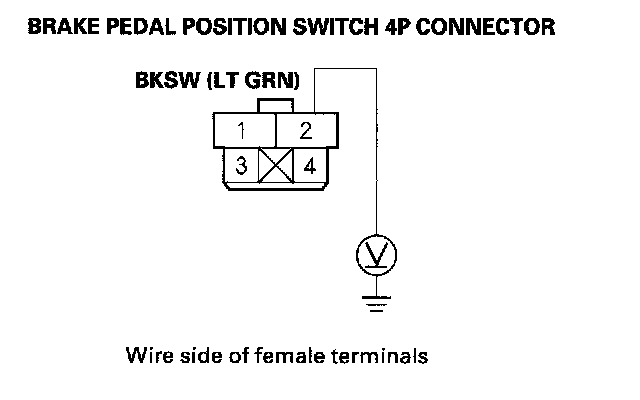 BRAKE PEDAL POSITION SWITCH 4P CONNECTOR
BKSW (LT GRN)
1 2
3 4
V
Wire side of female terminals